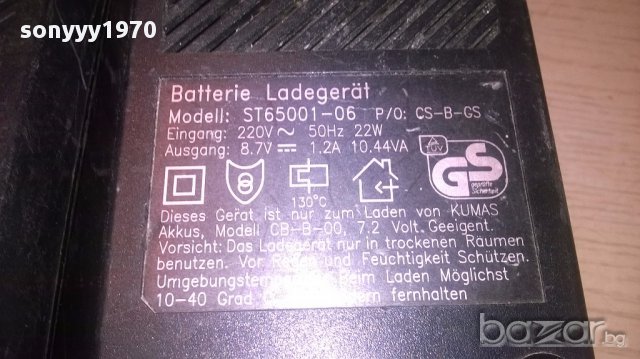 sonyyy1970
Batterie Ladegerät
Modell: ST65001-06 P/O: CS-B-GS
Eingang: 220V ~ 50Hz 22W
Ausgang: 8.7V 1.2A 10.44VA
130°C
TÜV
GS
geprüfte
Sicherheit
Dieses Gerät ist nur zum Laden von KUMAS
Akkus, Modell CB-B-00, 7.2 Volt. Geeigent.
Vorsicht: Das Ladegerät nur in trockenen Räumen
benutzen. Vor Regen und Feüchtigkeit Schützen.
Beim Laden Möglichst
10-40 Grad fernhalten
bazar.bg